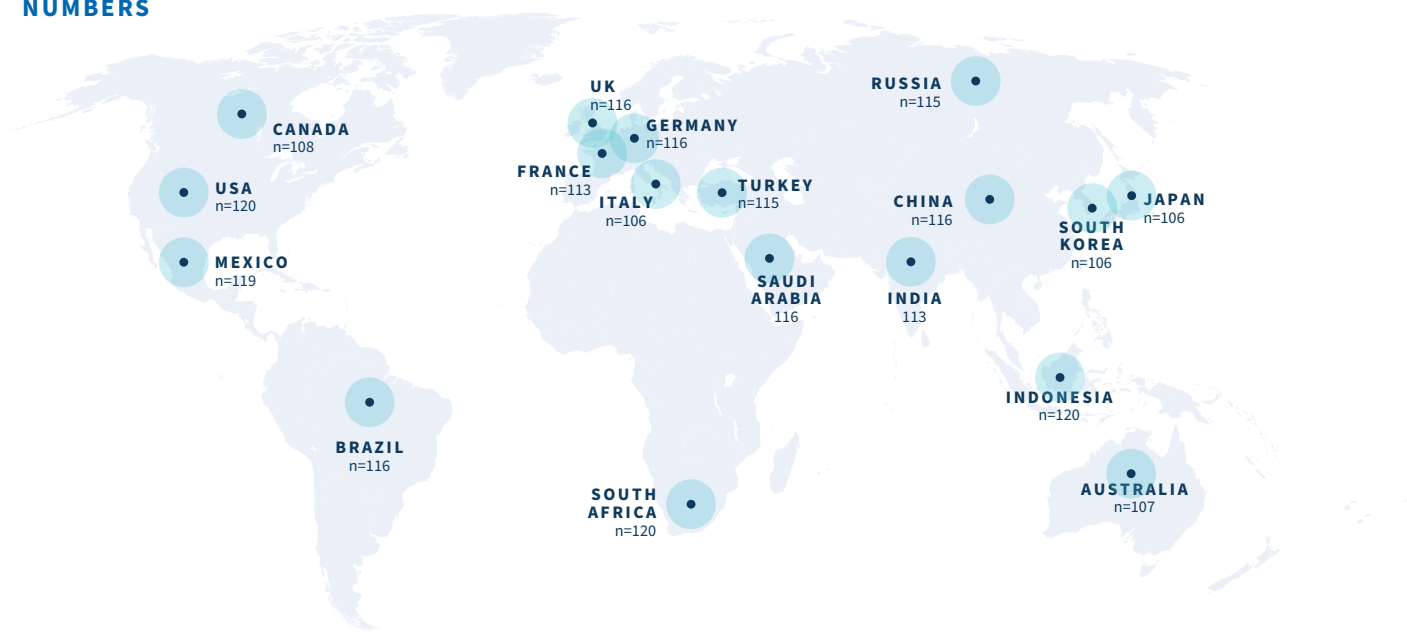 NUMBERS
UK
n=116
RUSSIA
n=115
CANADA
n=108
GERMANY
n=116
FRANCE
n=113
ITALY
n=106
TURKEY
n=115
USA
n=120
CHINA
n=116
JAPAN
n=106
SOUTH
KOREA
n=106
MEXICO
n=119
SAUDI
ARABIA
116
INDIA
113
INDONESIA
n=120
BRAZIL
n=116
SOUTH
AFRICA
n=120
AUSTRALIA
n=107